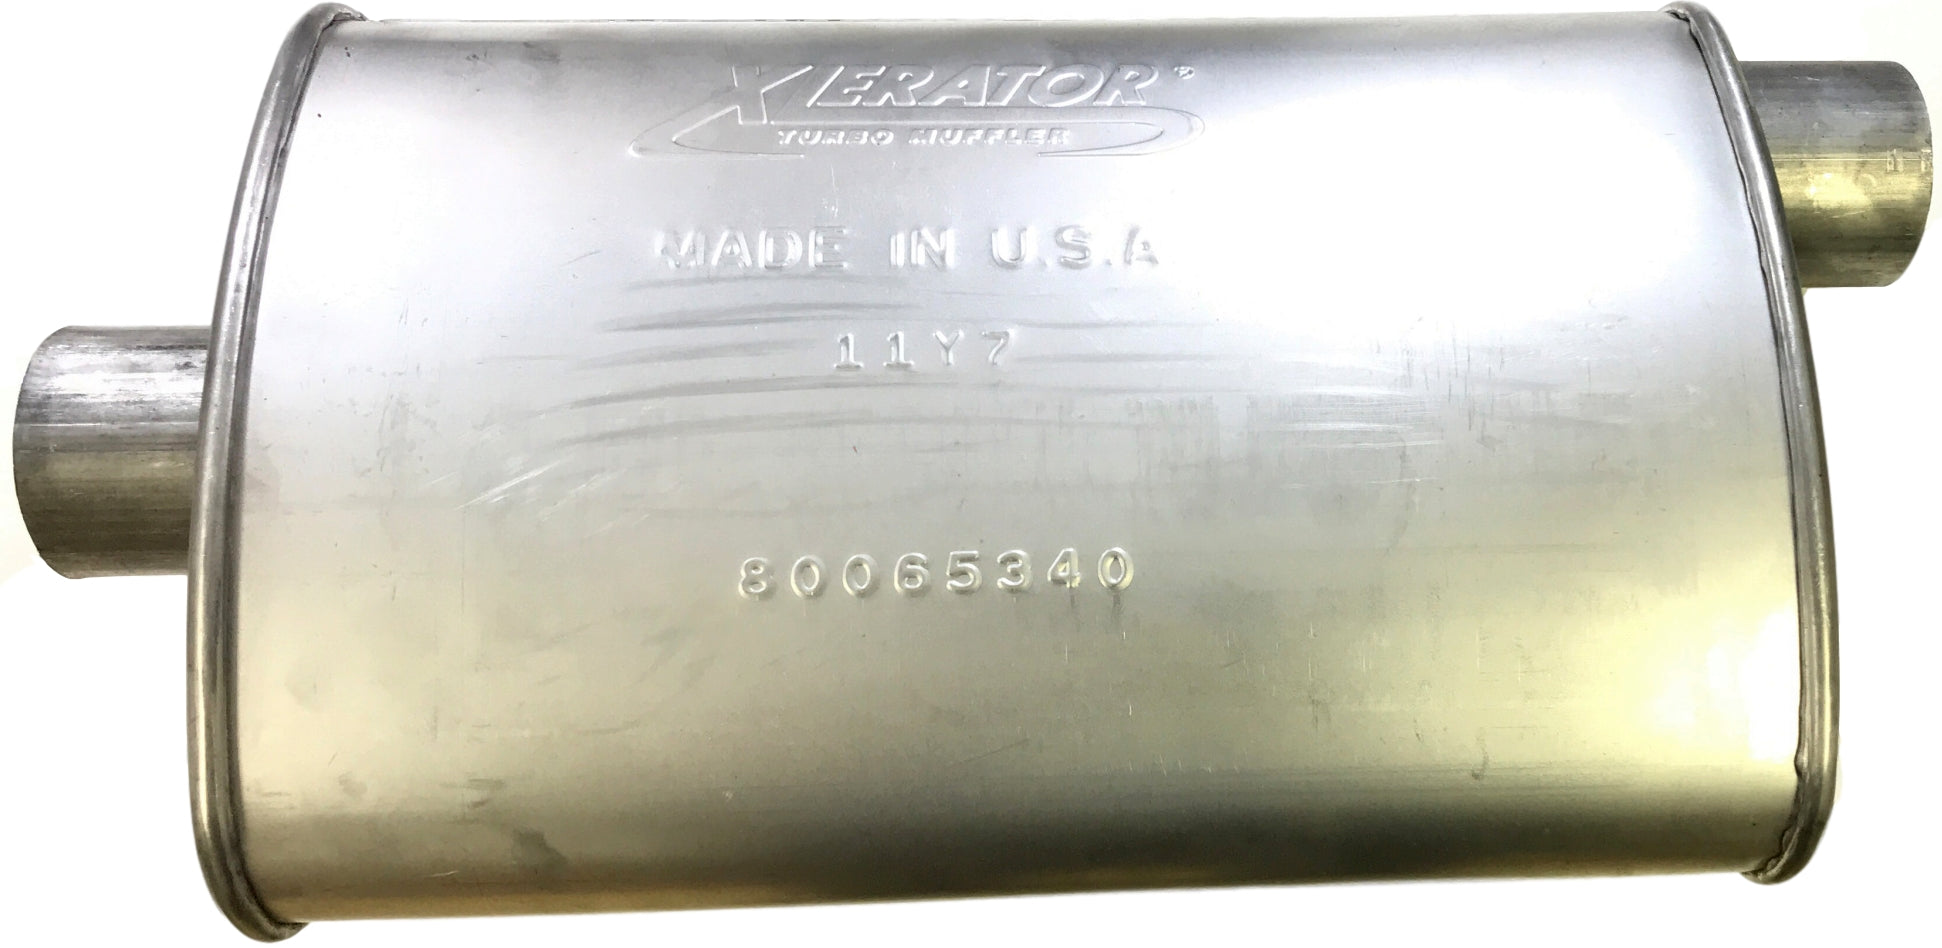 XLERATOR®
TURBO MUFFLER
MADE IN U.S.A
11Y7
80065340